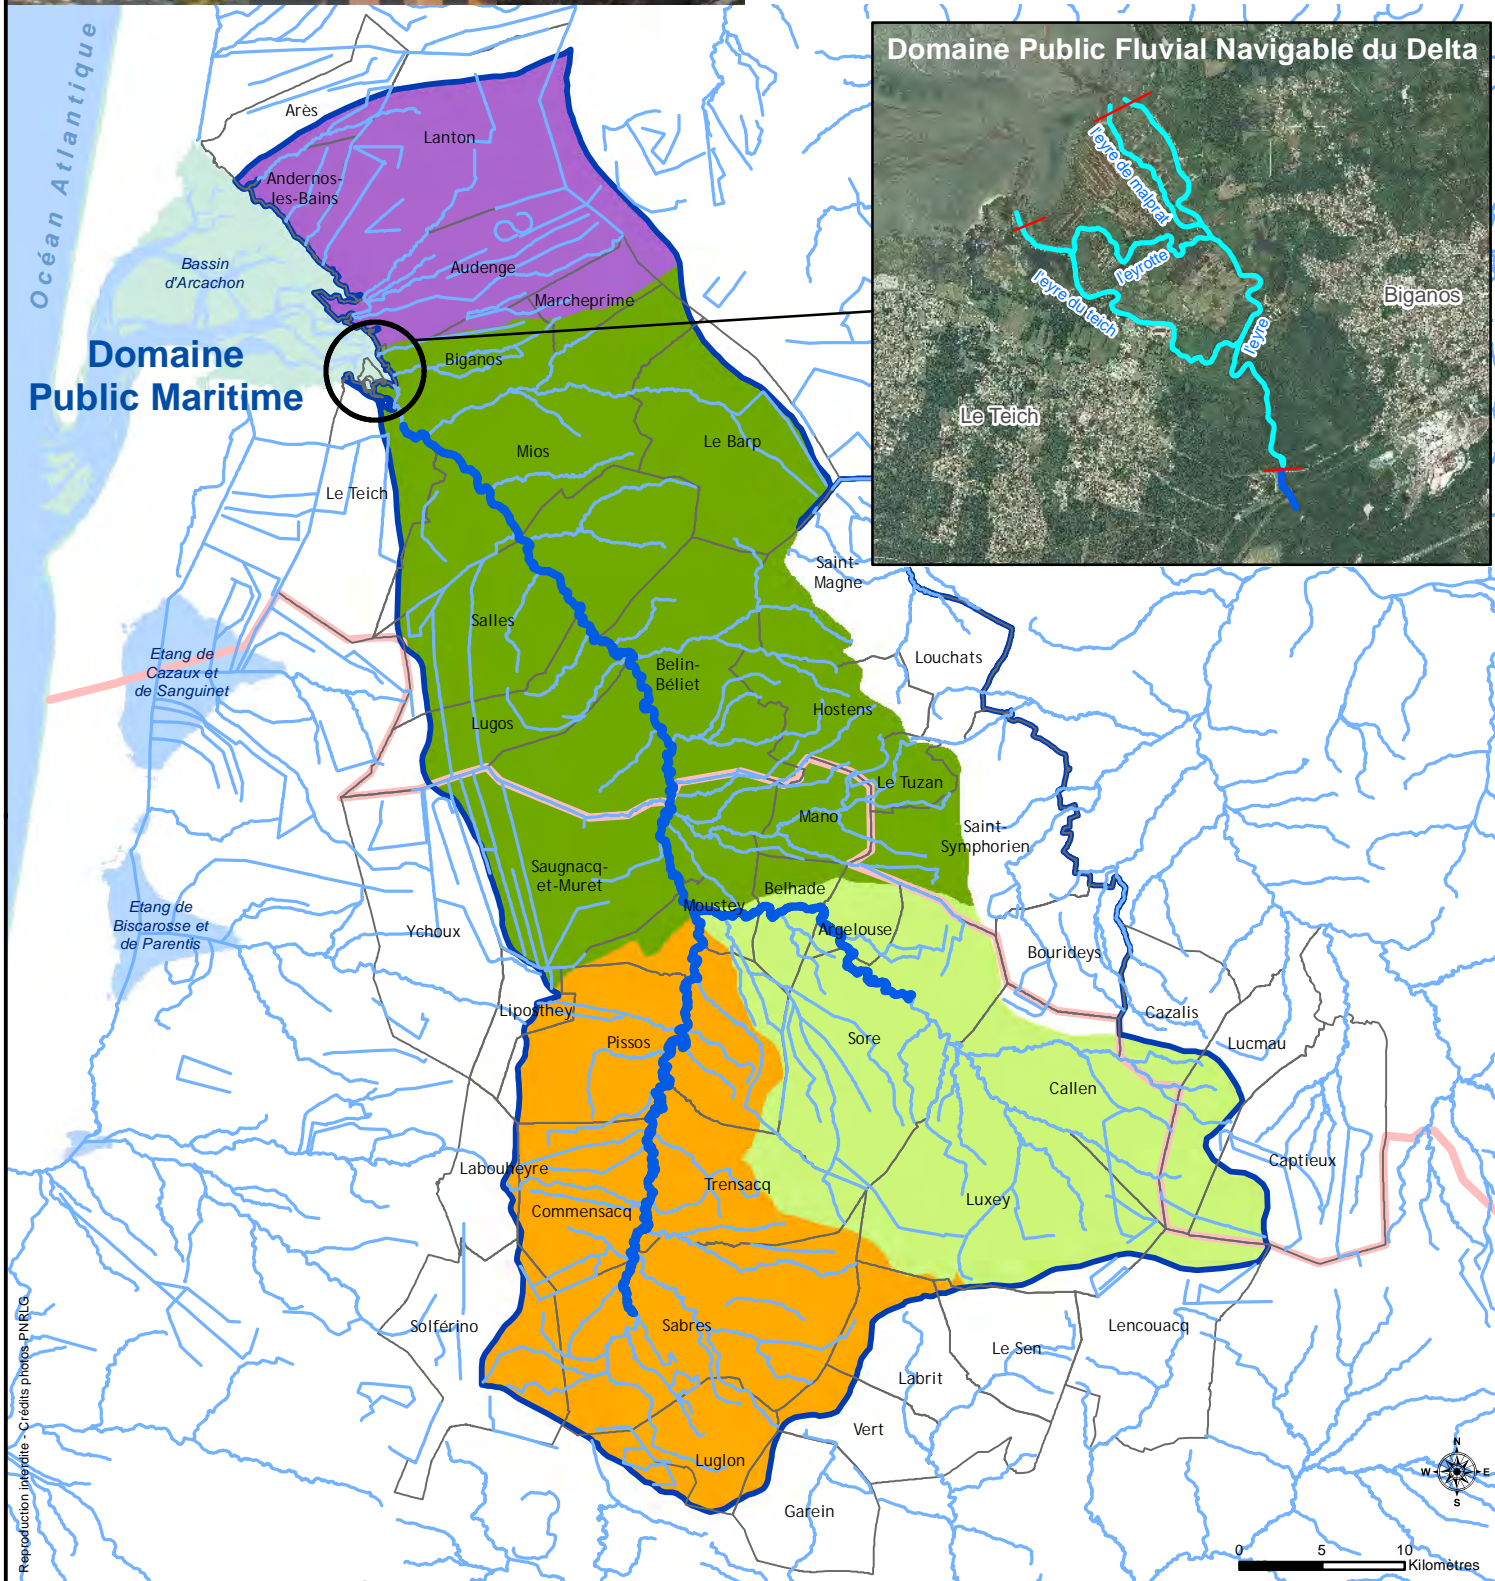 Océan Atlantique
Domaine Public Fluvial Navigable du Delta
l'eyre de malprat
l'eyrotte
l'eyre du teich
l'eyre
Biganos
Le Teich
Arès
Lanton
Andernos-
les-Bains
Bassin
d'Arcachon
Audenge
Marcheprime
Domaine
Public Maritime
Biganos
Mios
Le Barp
Le Teich
Saint-
Magne
Salles
Belin-
Béliet
Louchats
Etang de
Cazaux et
de Sanguinet
Lugos
Hostens
Le Tuzan
Mano
Saint-
Symphorien
Saugnacq-
et-Muret
Belhade
Moustey
Argelouse
Etang de
Biscarosse et
de Parentis
Ychoux
Bourideys
Cazalis
Liposthey
Pissos
Sore
Lucmau
Callen
Captieux
Labouheyre
Trensacq
Commensacq
Luxey
Solférino
Sabres
Lencouacq
Le Sen
Labrit
Vert
Luglon
Garein
N
W
E
S
0
5
10
Kilomètres
Reproduction interdite - Crédits photos PNRLG